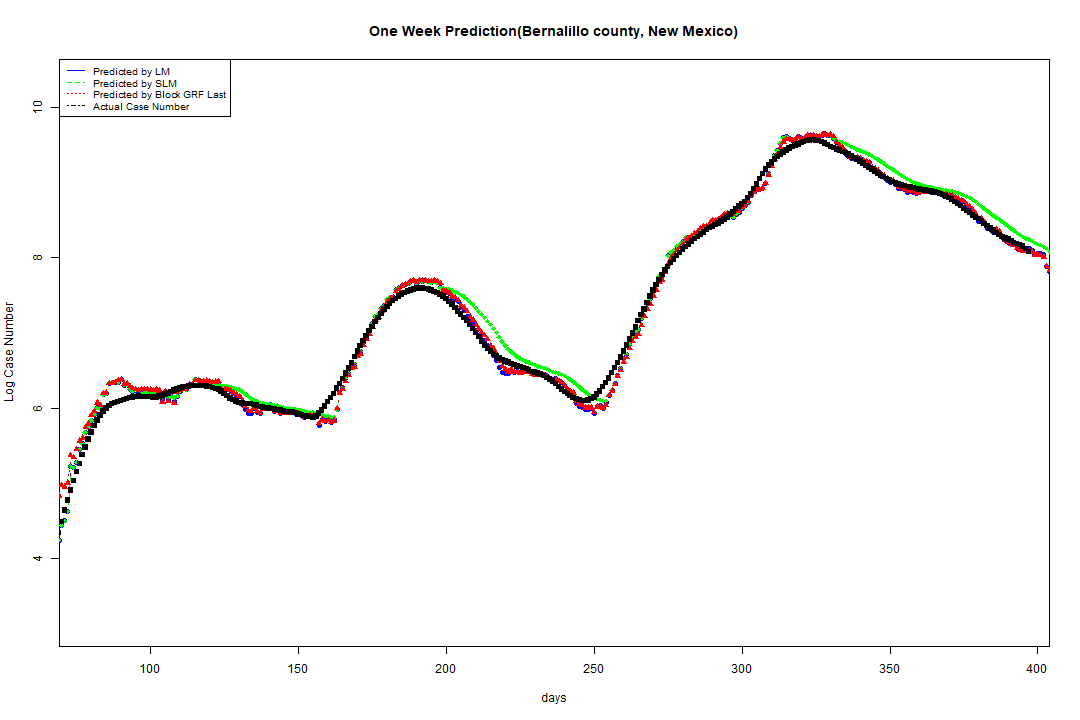 One Week Prediction(Bernalillo county, New Mexico)
Predicted by LM
Predicted by SLM
Predicted by Block GRF Last
Actual Case Number
10
8
6
4
Log Case Number
100 150 200 250 300 350 400
days